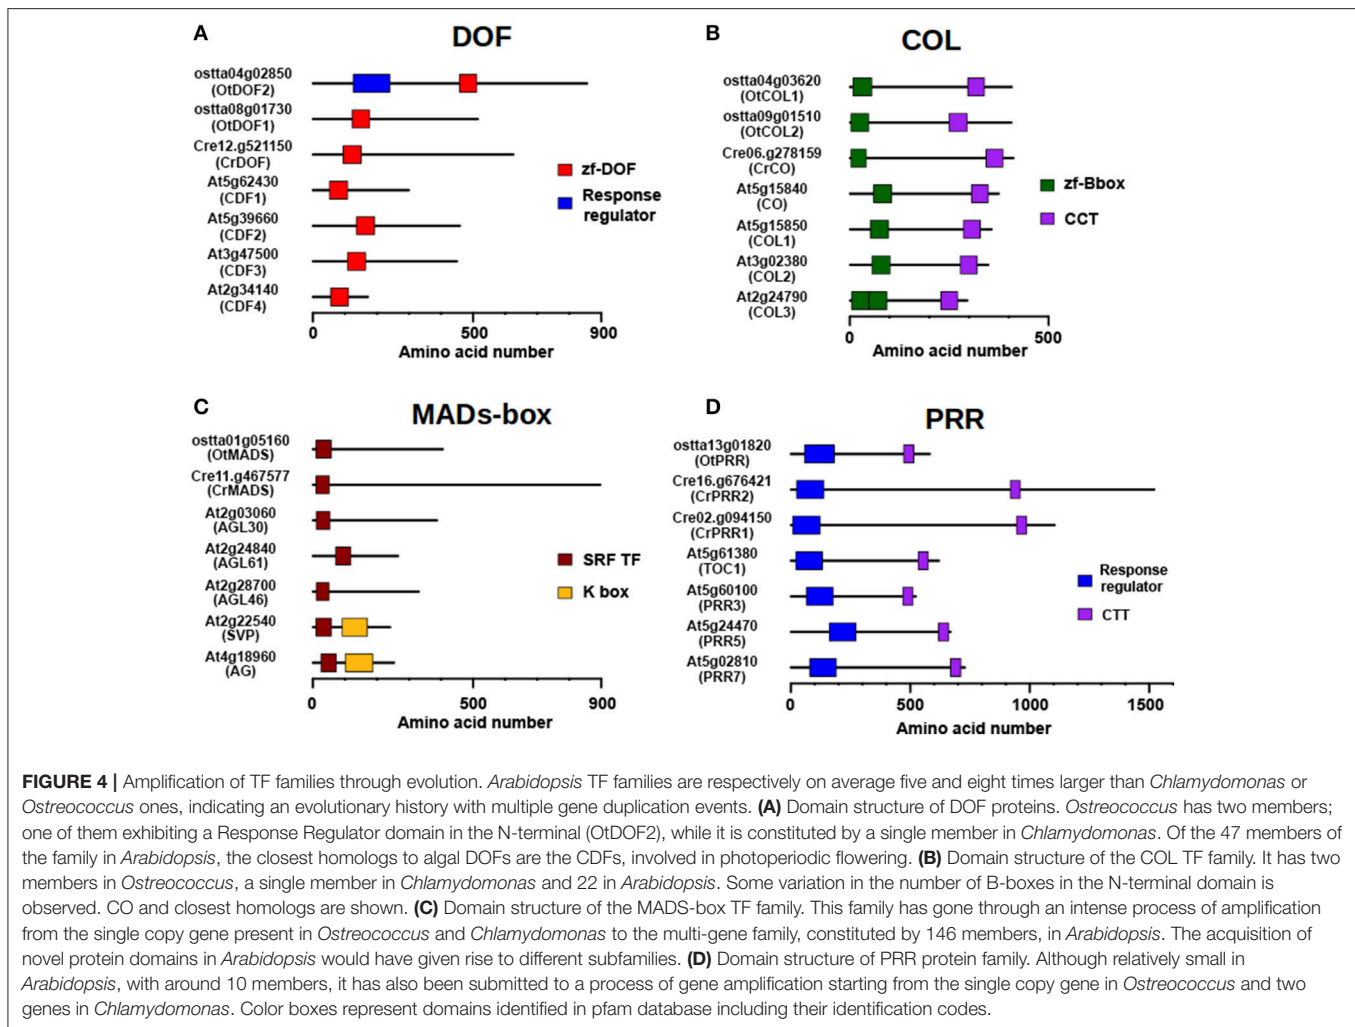 A
DOF
ostta04g02850
(OtDOF2)
ostta08g01730
(OtDOF1)
Cre12.g521150
(CrDOF)
At5g62430
(CDF1)
At5g39660
(CDF2)
At3g47500
(CDF3)
At2g34140
(CDF4)
zf-DOF
Response
regulator
0 500 900
Amino acid number
B
COL
ostta04g03620
(OtCOL1)
ostta09g01510
(OtCOL2)
Cre06.g278159
(CrCO)
At5g15840
(CO)
At5g15850
(COL1)
At3g02380
(COL2)
At2g24790
(COL3)
zf-Bbox
CCT
0 500
Amino acid number
C
MADs-box
ostta01g05160
(OtMADS)
Cre11.g467577
(CrMADS)
At2g03060
(AGL30)
At2g24840
(AGL61)
At2g28700
(AGL46)
At2g22540
(SVP)
At4g18960
(AG)
SRF TF
K box
0 500 900
Amino acid number
D
PRR
ostta13g01820
(OtPRR)
Cre16.g676421
(CrPRR2)
Cre02.g094150
(CrPRR1)
At5g61380
(TOC1)
At5g60100
(PRR3)
At5g24470
(PRR5)
At5g02810
(PRR7)
Response
regulator
CTT
0 500 1000 1500
Amino acid number
FIGURE 4 | Amplification of TF families through evolution. Arabidopsis TF families are respectively on average five and eight times larger than Chlamydomonas or
Ostreococcus ones, indicating an evolutionary history with multiple gene duplication events. (A) Domain structure of DOF proteins. Ostreococcus has two members;
one of them exhibiting a Response Regulator domain in the N-terminal (OtDOF2), while it is constituted by a single member in Chlamydomonas. Of the 47 members of
the family in Arabidopsis, the closest homologs to algal DOFs are the CDFs, involved in photoperiodic flowering. (B) Domain structure of the COL TF family. It has two
members in Ostreococcus, a single member in Chlamydomonas and 22 in Arabidopsis. Some variation in the number of B-boxes in the N-terminal domain is
observed. CO and closest homologs are shown. (C) Domain structure of the MADS-box TF family. This family has gone through an intense process of amplification
from the single copy gene present in Ostreococcus and Chlamydomonas to the multi-gene family, constituted by 146 members, in Arabidopsis. The acquisition of
novel protein domains in Arabidopsis would have given rise to different subfamilies. (D) Domain structure of PRR protein family. Although relatively small in
Arabidopsis, with around 10 members, it has also been submitted to a process of gene amplification starting from the single copy gene in Ostreococcus and two
genes in Chlamydomonas. Color boxes represent domains identified in pfam database including their identification codes.